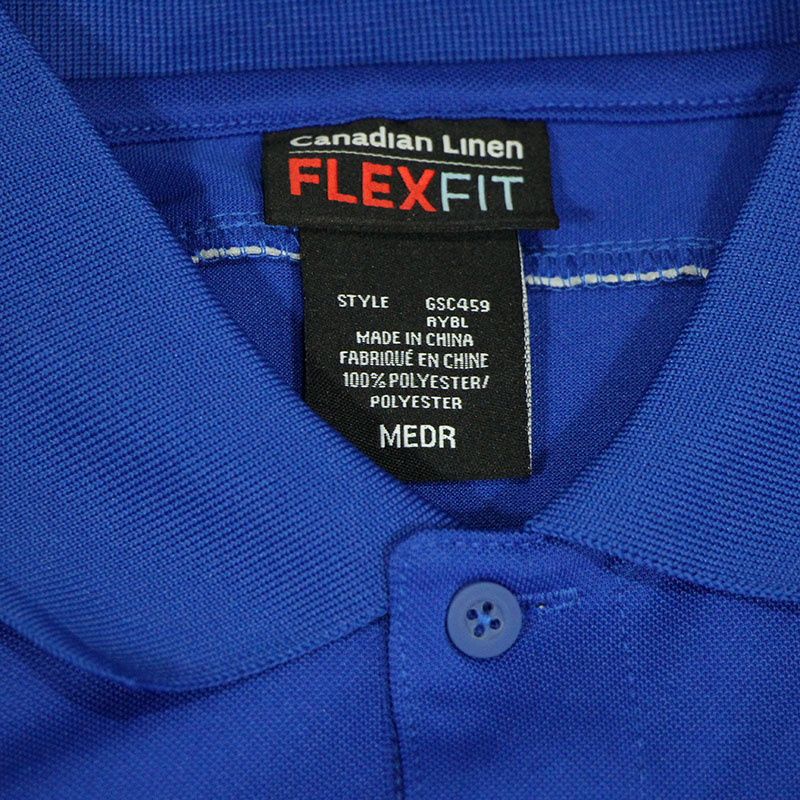 Canadian Linen
FLEXFIT
STYLE GSC459
RYBL
MADE IN CHINA
FABRIQUÉ EN CHINE
100% POLYESTER/
POLYESTER
MEDR